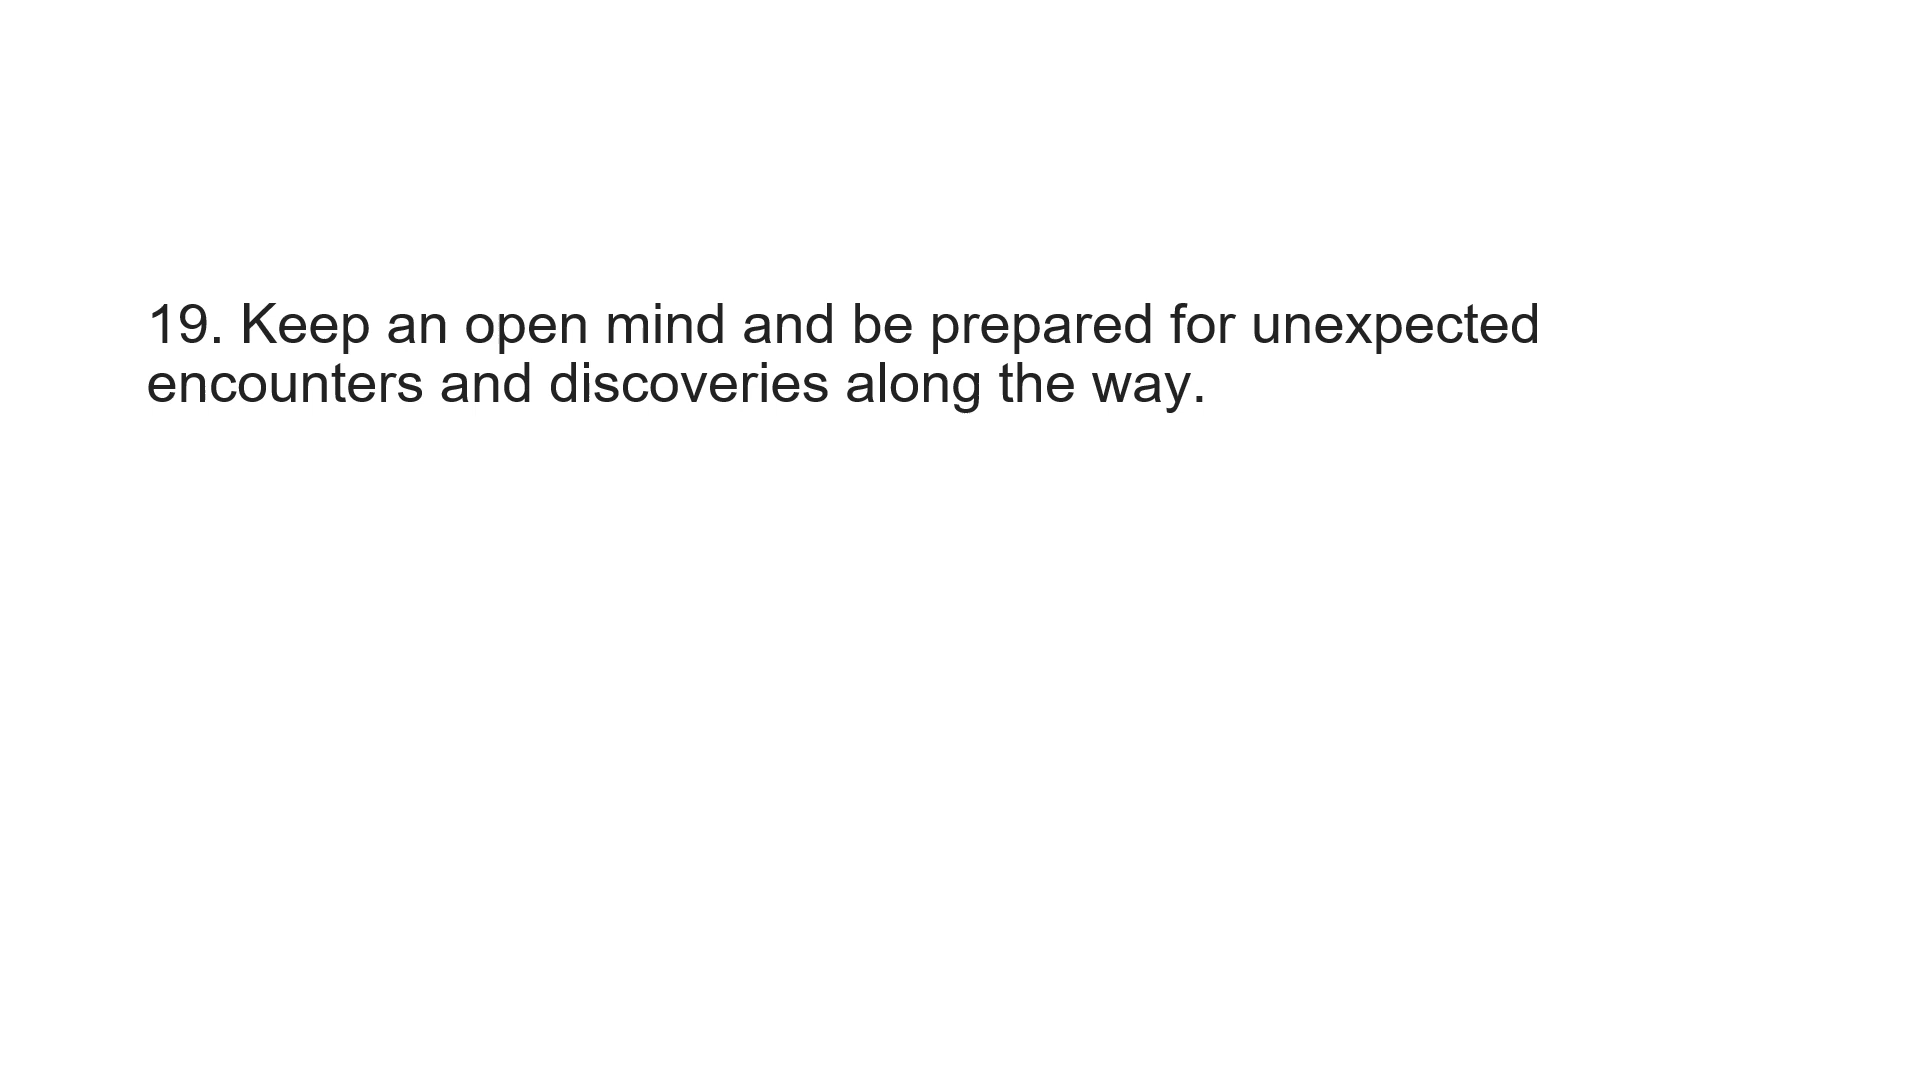 19. Keep an open mind and be prepared for unexpected
encounters and discoveries along the way.